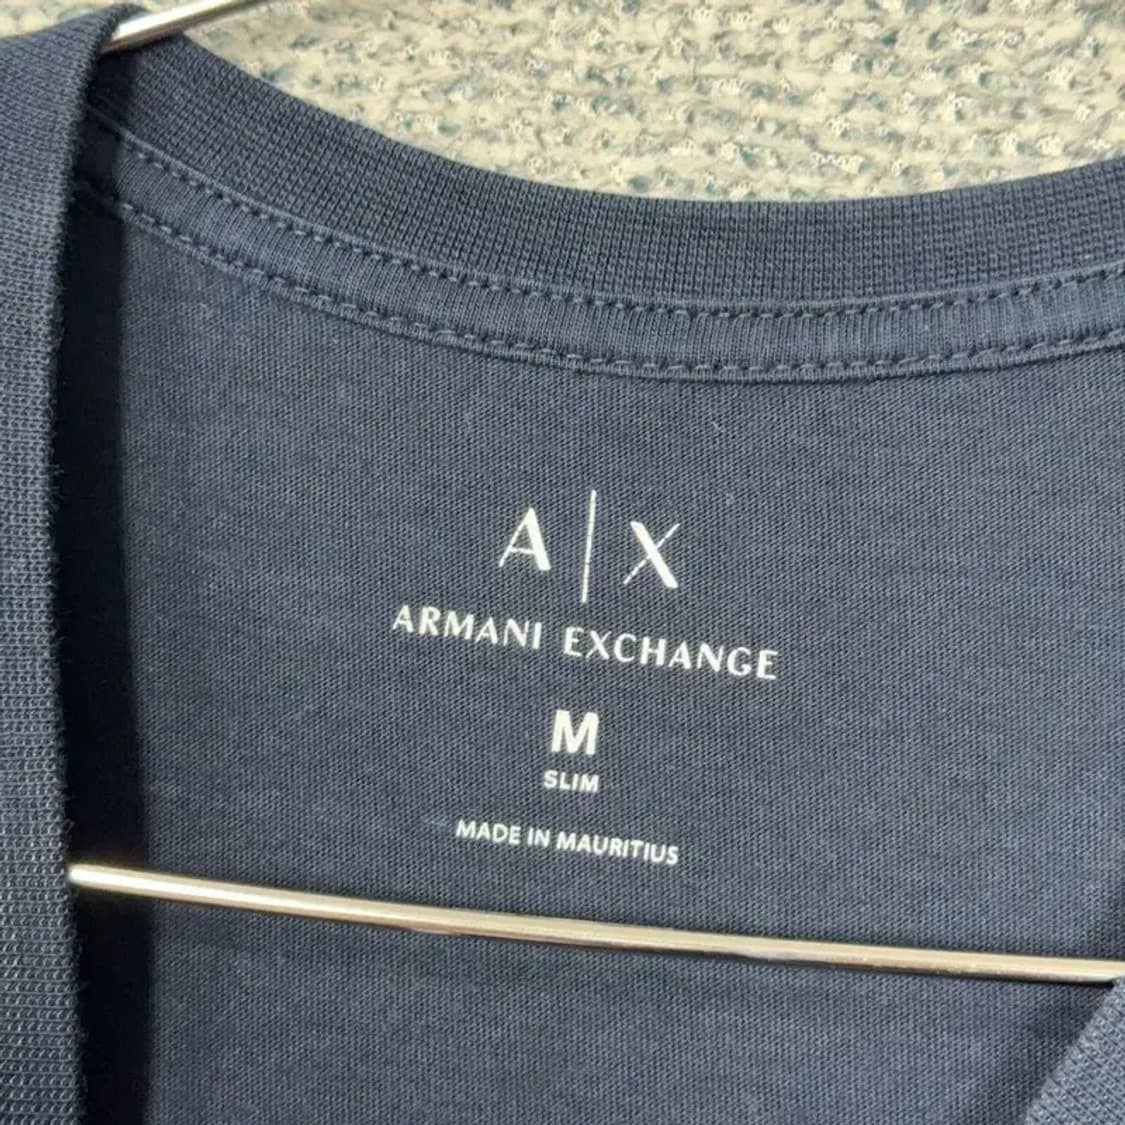 A|X
ARMANI EXCHANGE
M
SLIM
MADE IN MAURITIUS